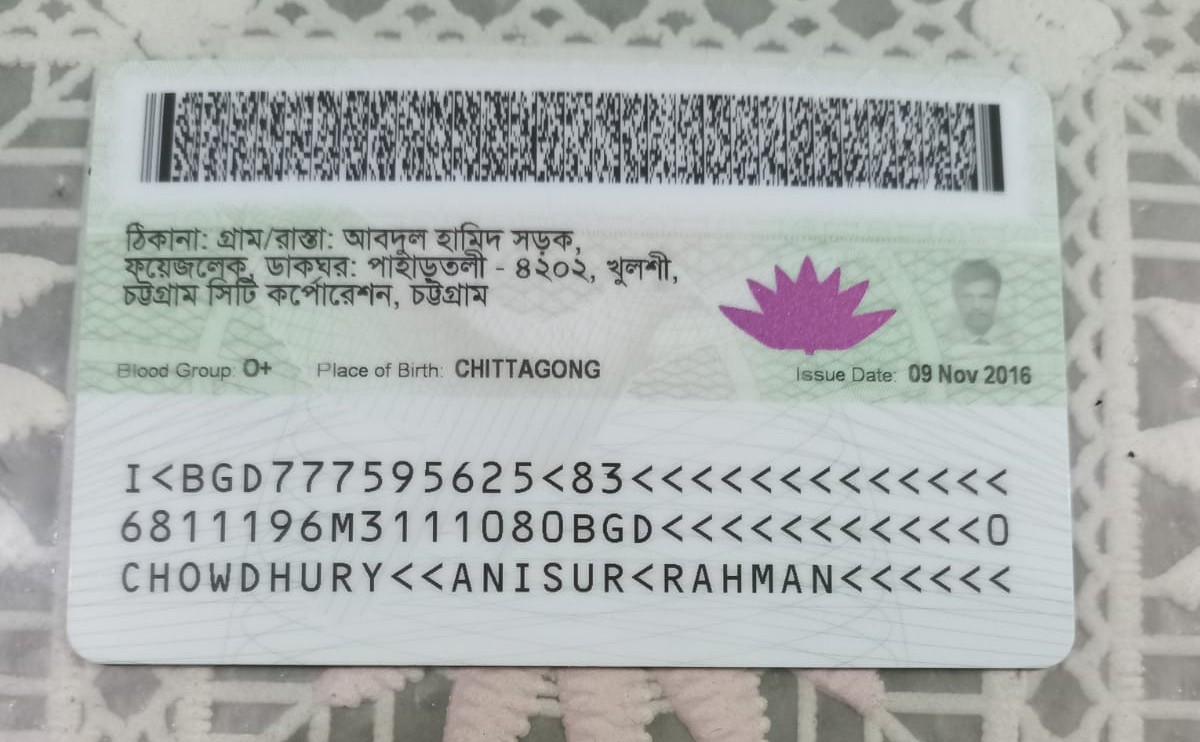 ঠিকানা: গ্রাম/রাস্তা: আবদুল হামিদ সড়ক,
ফয়েজলেক, ডাকঘর: পাহাড়তলী - ৪২০২, খুলশী,
চট্টগ্রাম সিটি কর্পোরেশন, চট্টগ্রাম
Blood Group: O+ Place of Birth: CHITTAGONG Issue Date: 09 Nov 2016
I<BGD777595625<83<<<<<<<<<<<<<
6811196M3111080BGD<<<<<<<<<<<0
CHOWDHURY<<ANISUR<RAHMAN<<<<<<